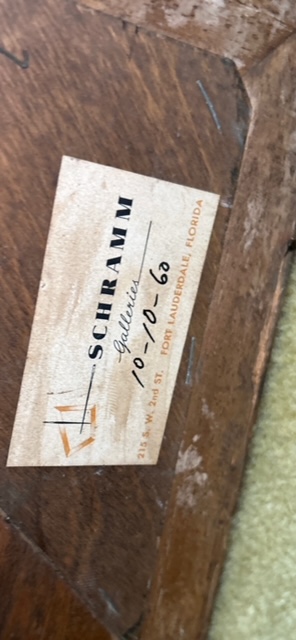 SCHRAMM
Galleries
10-10-60
215 S. W. 2nd ST. FORT LAUDERDALE, FLORIDA